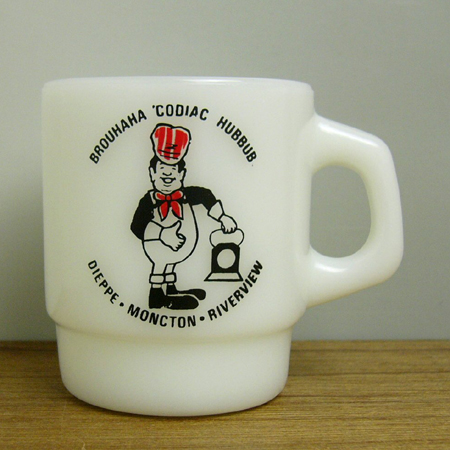 BROUHAHA 'CODIAC HUBBUB
DIEPPE • MONCTON • RIVERVIEW